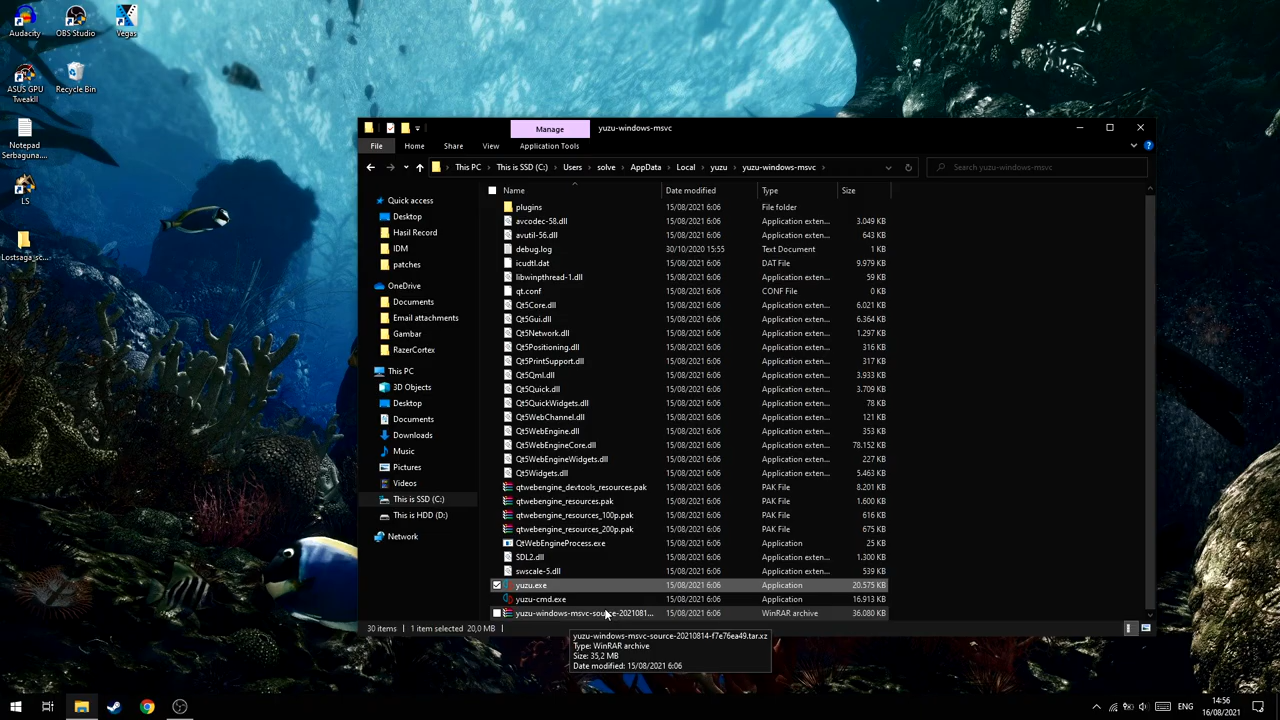 Audacity
OBS Studio
Vegas
ASUS GPU
TweakII
Recycle Bin
Notepad
Serbaguna....
LS
Lostsaga_sc...
Manage
yuzu-windows-msvc
File
Home
Share
View
Application Tools
This PC
This is SSD (C:)
Users
solve
AppData
Local
yuzu
yuzu-windows-msvc
Search yuzu-windows-msvc
Quick access
Desktop
Hasil Record
IDM
patches
OneDrive
Documents
Email attachments
Gambar
RazerCortex
This PC
3D Objects
Desktop
Documents
Downloads
Music
Pictures
Videos
This is SSD (C:)
This is HDD (D:)
Network
Name Date modified Type Size
plugins 15/08/2021 6:06 File folder
avcodec-58.dll 15/08/2021 6:06 Application exten... 3.049 KB
avutil-56.dll 15/08/2021 6:06 Application exten... 643 KB
debug.log 30/10/2020 15:55 Text Document 1 KB
icudtl.dat 15/08/2021 6:06 DAT File 9.979 KB
libwinpthread-1.dll 15/08/2021 6:06 Application exten... 59 KB
qt.conf 15/08/2021 6:06 CONF File 0 KB
Qt5Core.dll 15/08/2021 6:06 Application exten... 6.021 KB
Qt5Gui.dll 15/08/2021 6:06 Application exten... 6.364 KB
Qt5Network.dll 15/08/2021 6:06 Application exten... 1.297 KB
Qt5Positioning.dll 15/08/2021 6:06 Application exten... 316 KB
Qt5PrintSupport.dll 15/08/2021 6:06 Application exten... 317 KB
Qt5Qml.dll 15/08/2021 6:06 Application exten... 3.933 KB
Qt5Quick.dll 15/08/2021 6:06 Application exten... 3.709 KB
Qt5QuickWidgets.dll 15/08/2021 6:06 Application exten... 78 KB
Qt5WebChannel.dll 15/08/2021 6:06 Application exten... 121 KB
Qt5WebEngine.dll 15/08/2021 6:06 Application exten... 353 KB
Qt5WebEngineCore.dll 15/08/2021 6:06 Application exten... 78.152 KB
Qt5WebEngineWidgets.dll 15/08/2021 6:06 Application exten... 227 KB
Qt5Widgets.dll 15/08/2021 6:06 Application exten... 5.463 KB
qtwebengine_devtools_resources.pak 15/08/2021 6:06 PAK File 8.201 KB
qtwebengine_resources.pak 15/08/2021 6:06 PAK File 1.600 KB
qtwebengine_resources_100p.pak 15/08/2021 6:06 PAK File 616 KB
qtwebengine_resources_200p.pak 15/08/2021 6:06 PAK File 675 KB
QtWebEngineProcess.exe 15/08/2021 6:06 Application 25 KB
SDL2.dll 15/08/2021 6:06 Application exten... 1.300 KB
swscale-5.dll 15/08/2021 6:06 Application exten... 539 KB
yuzu.exe 15/08/2021 6:06 Application 20.575 KB
yuzu-cmd.exe 15/08/2021 6:06 Application 16.913 KB
yuzu-windows-msvc-source-2021081... 15/08/2021 6:06 WinRAR archive 36.080 KB
30 items 1 item selected 20,0 MB
yuzu-windows-msvc-source-20210814-f7e76ea49.tar.xz
Type: WinRAR archive
Size: 35,2 MB
Date modified: 15/08/2021 6:06
ENG
14:56
16/08/2021